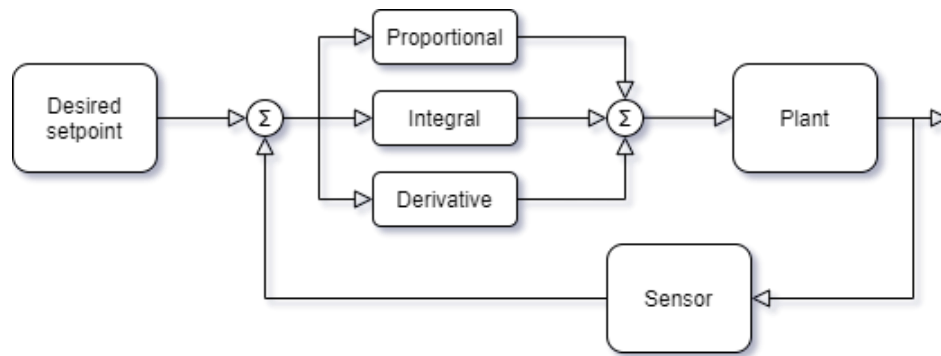 Proportional
Desired
setpoint
Σ
Integral
Σ
Plant
Derivative
Sensor